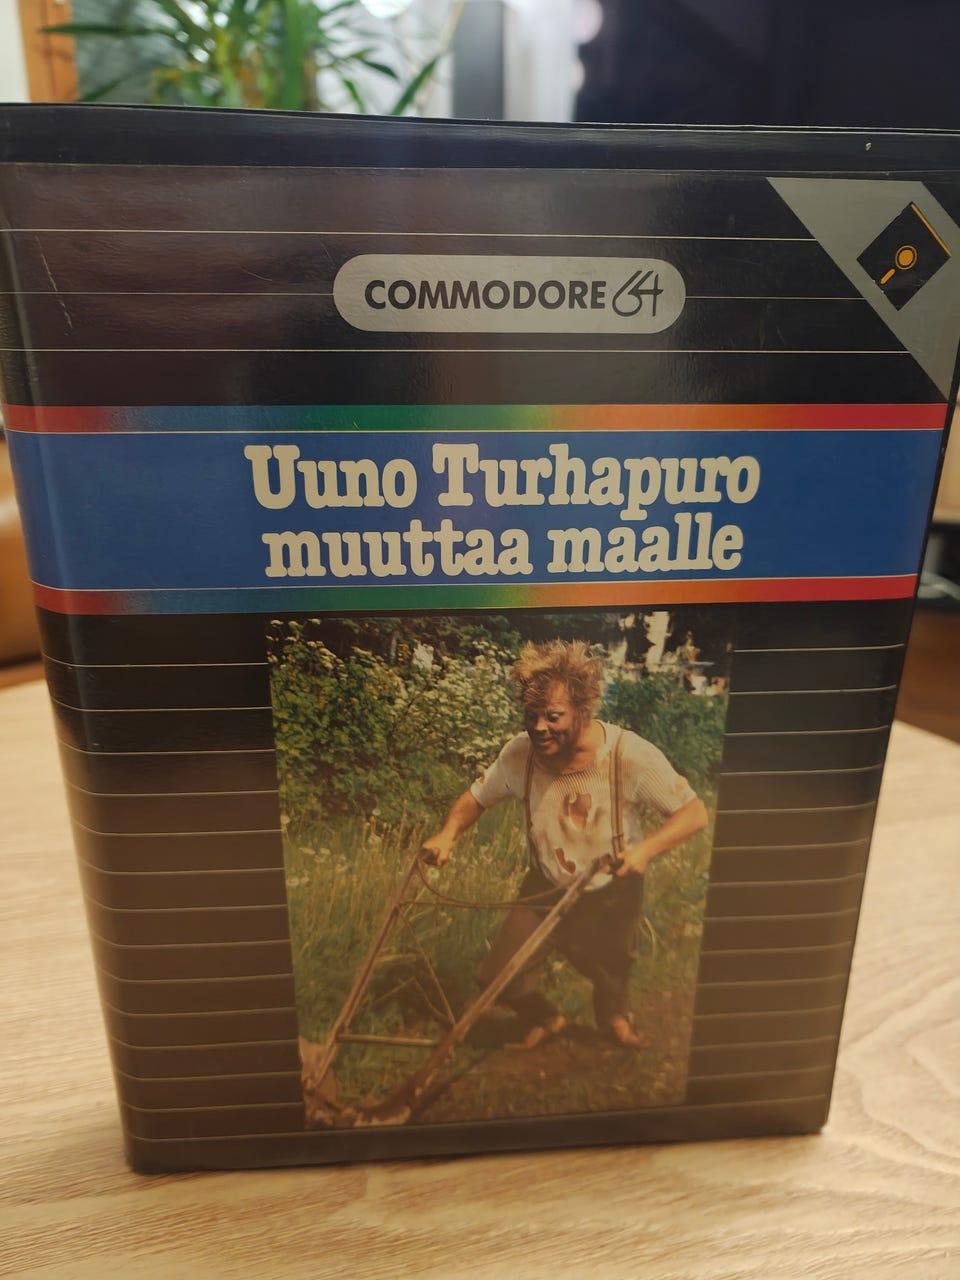 COMMODORE 64
Uuno Turhapuro
muuttaa maalle